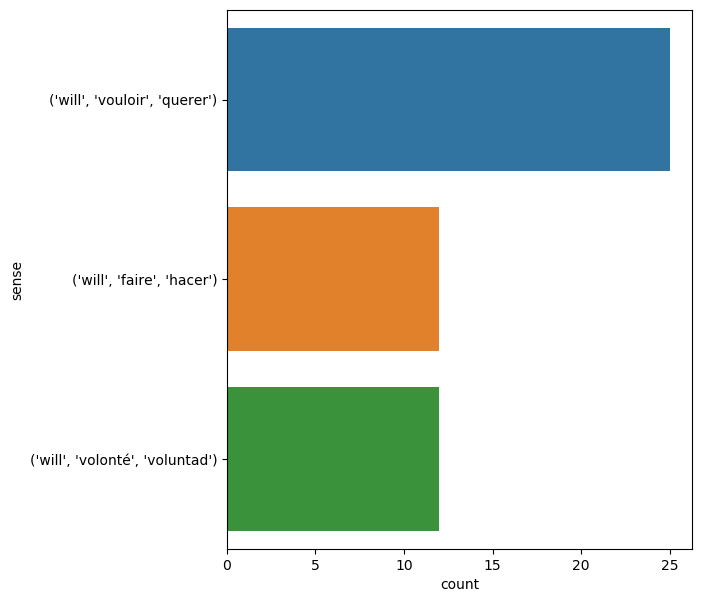 ('will', 'vouloir', 'querer')
('will', 'faire', 'hacer')
('will', 'volonté', 'voluntad')
sense
0 5 10 15 20 25
count